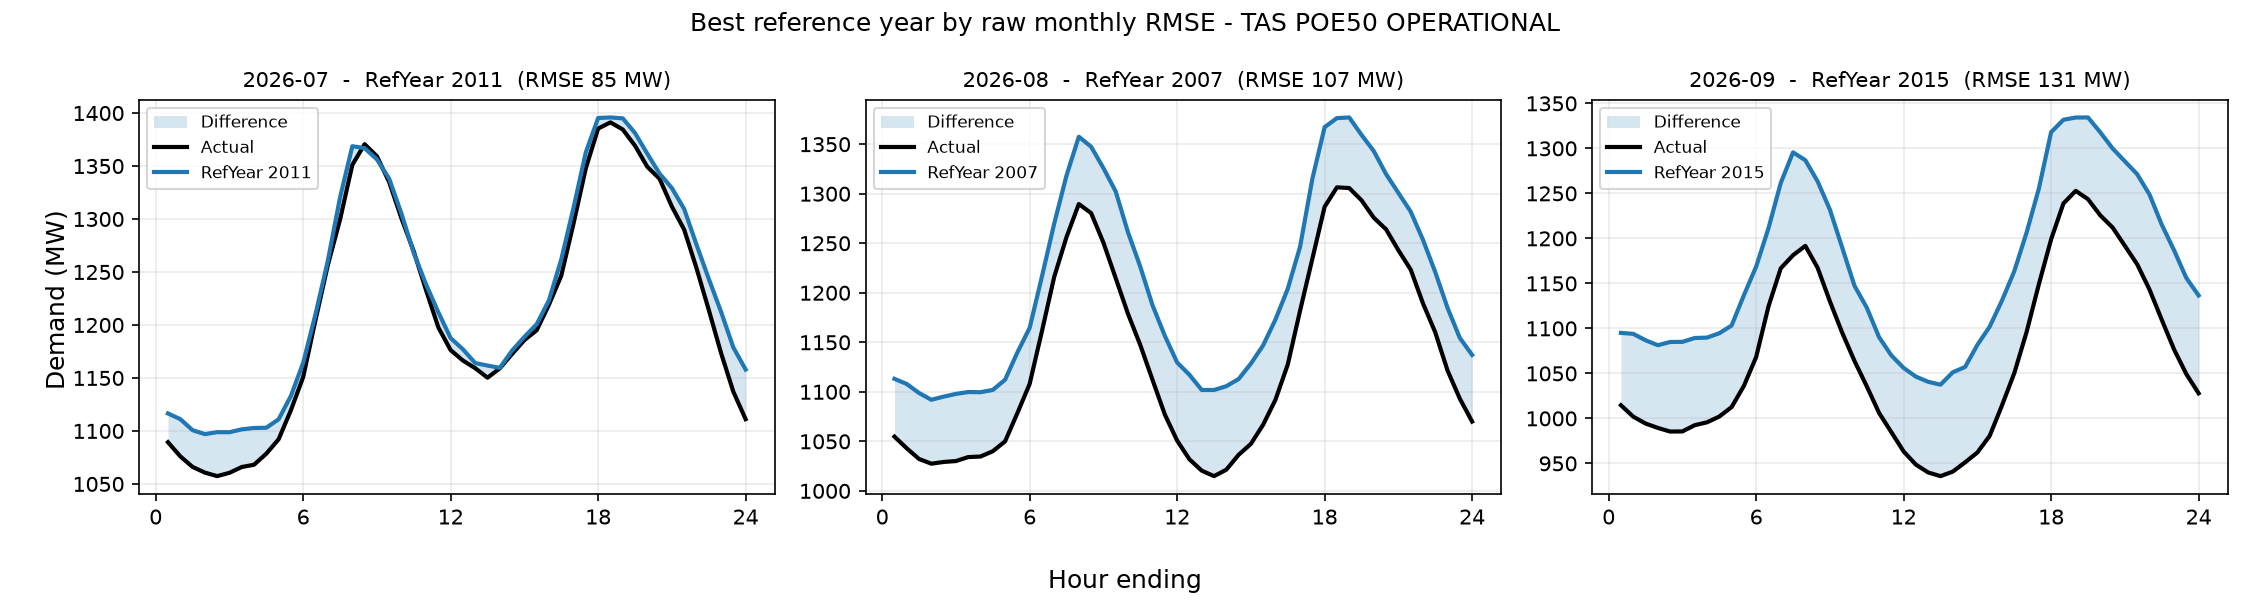 Best reference year by raw monthly RMSE - TAS POE50 OPERATIONAL
2026-07 - RefYear 2011 (RMSE 85 MW)
Difference
Actual
RefYear 2011
1400
1350
1300
1250
1200
1150
1100
1050
0 6 12 18 24
Demand (MW)
2026-08 - RefYear 2007 (RMSE 107 MW)
Difference
Actual
RefYear 2007
1350
1300
1250
1200
1150
1100
1050
1000
0 6 12 18 24
2026-09 - RefYear 2015 (RMSE 131 MW)
Difference
Actual
RefYear 2015
1350
1300
1250
1200
1150
1100
1050
1000
950
0 6 12 18 24
Hour ending